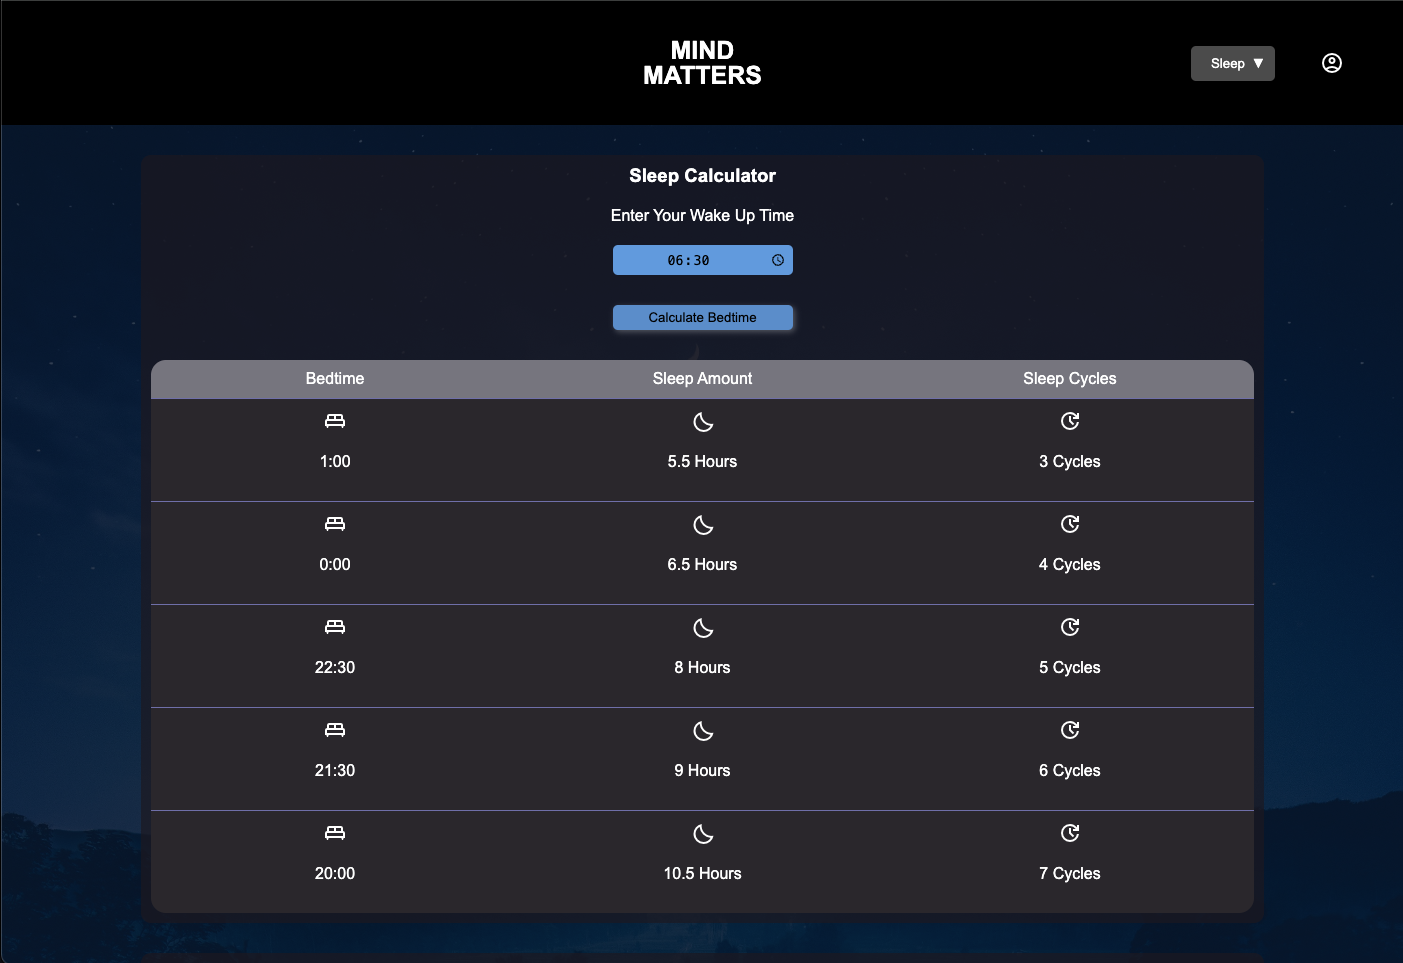 MIND
MATTERS
Sleep ▼
Sleep Calculator
Enter Your Wake Up Time
06:30
Calculate Bedtime
Bedtime Sleep Amount Sleep Cycles
1:00 5.5 Hours 3 Cycles
0:00 6.5 Hours 4 Cycles
22:30 8 Hours 5 Cycles
21:30 9 Hours 6 Cycles
20:00 10.5 Hours 7 Cycles